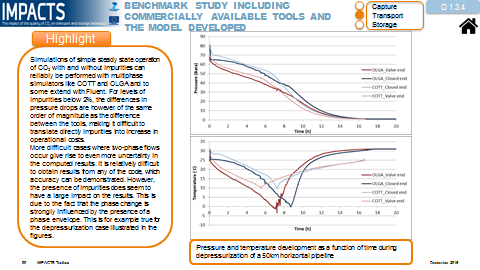 IMPACTS
The impact of the quality of CO2 on transport and storage behaviour
BENCHMARK STUDY INCLUDING
COMMERCIALLY AVAILABLE TOOLS AND
THE MODEL DEVELOPED
Capture
Transport
Storage
D 1.3.4
Highlight
Simulations of simple steady state operation
of CO2 with and without impurities can
reliably be performed with multiphase
simulators like COTT and OLGA and to
some extend with Fluent. For levels of
impurities below 2%, the differences in
pressure drops are however of the same
order of magnitude as the difference
between the tools, making it difficult to
translate directly impurities into increase in
operational costs.
More difficult cases where two-phase flows
occur give rise to even more uncertainty in
the computed results. It is relatively difficult
to obtain results from any of the code, which
accuracy can be demonstrated. However,
the presence of impurities does seem to
have a large impact on the results. This is
due to the fact that the phase change is
strongly influenced by the presence of a
phase envelope. This is for example true for
the depressurization case illustrated in the
figures.
90
80
70
60
50
40
30
20
10
0
Pressure (Bara)
0 2 4 6 8 10 12 14 16 18 20
Time (h)
OLGA_Valve end
OLGA_Closed end
COTT_Closed end
COTT_Valve end
35
30
25
20
15
10
5
0
-5
-10
Temperature (C)
0 2 4 6 8 10 12 14 16 18 20
Time (h)
OLGA_Valve end
OLGA_Closed end
COTT_Closed end
COTT_Valve end
Pressure and temperature development as a function of time during
depressurization of a 50km horizontal pipeline
IMPACTS Toolbox